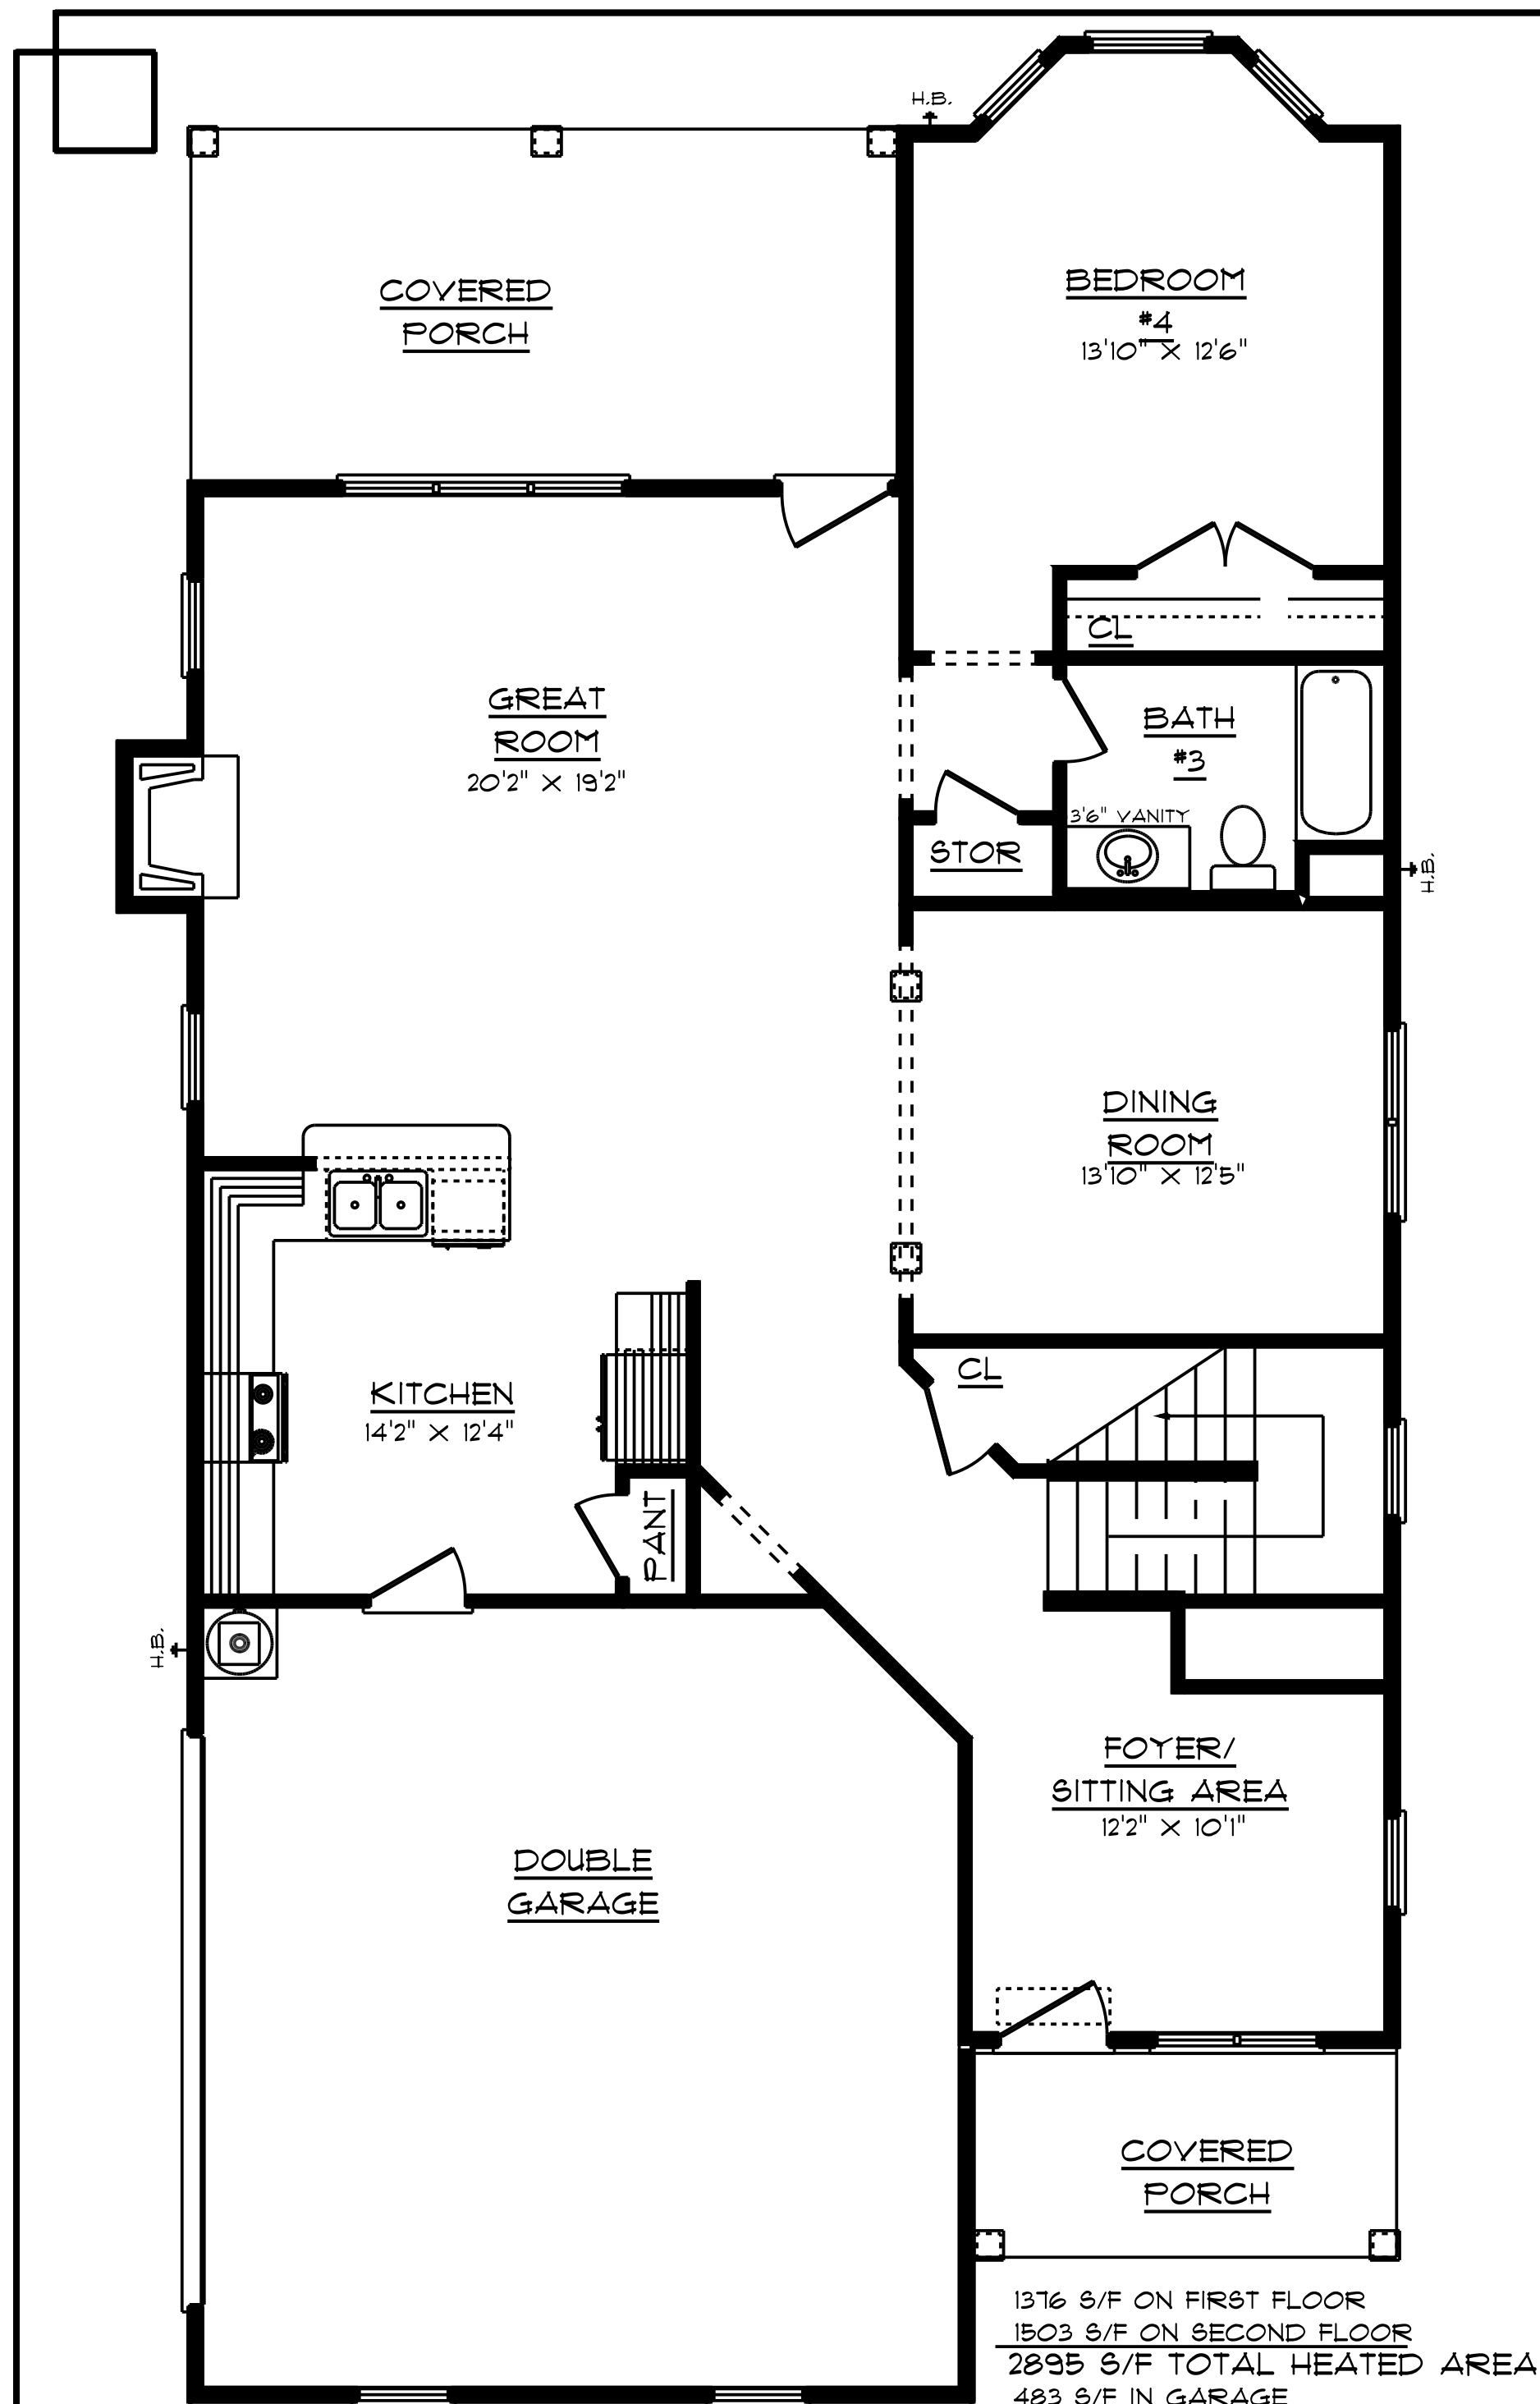 H.B.
COVERED
PORCH
BEDROOM
#4
13'10" X 12'6"
CL
GREAT
ROOM
20'2" X 19'2"
BATH
#3
3'6" VANITY
STOR
H.B.
DINING
ROOM
13'10" X 12'5"
CL
KITCHEN
14'2" X 12'4"
PANT
H.B.
FOYER/
SITTING AREA
12'2" X 10'1"
DOUBLE
GARAGE
COVERED
PORCH
1376 S/F ON FIRST FLOOR
1503 S/F ON SECOND FLOOR
2895 S/F TOTAL HEATED AREA
483 S/F IN GARAGE